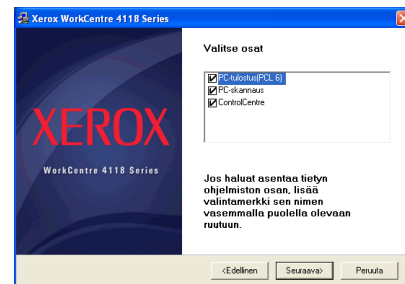 Xerox WorkCentre 4118 Series
Valitse osat
PC-tulostus(PCL 6)
PC-skannaus
ControlCentre
XEROX
WorkCentre 4118 Series
Jos haluat asentaa tietyn
ohjelmiston osan, lisää
valintamerkki sen nimen
vasemmalla puolella olevaan
ruutuun.
<Edellinen
Seuraava>
Peruuta